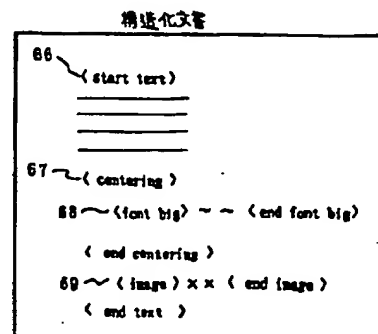 構造化文書
66 〈start text〉
67 〈centering〉
68 〈font big〉 ~ ~ 〈end font big〉
〈end centering〉
69 〈image〉 × × 〈end image〉
〈end text〉